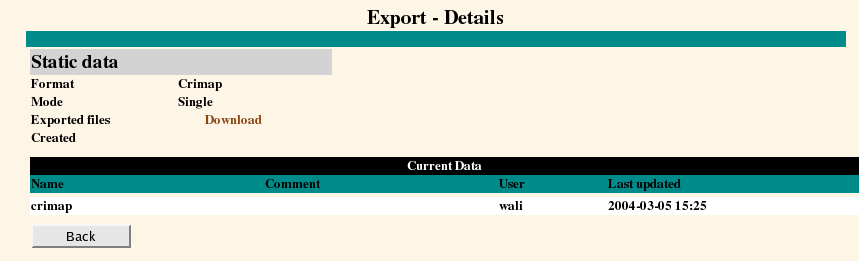 Export - Details
Static data
Format Crimap
Mode Single
Exported files Download
Created
Current Data
Name Comment User Last updated
crimap wali 2004-03-05 15:25
Back